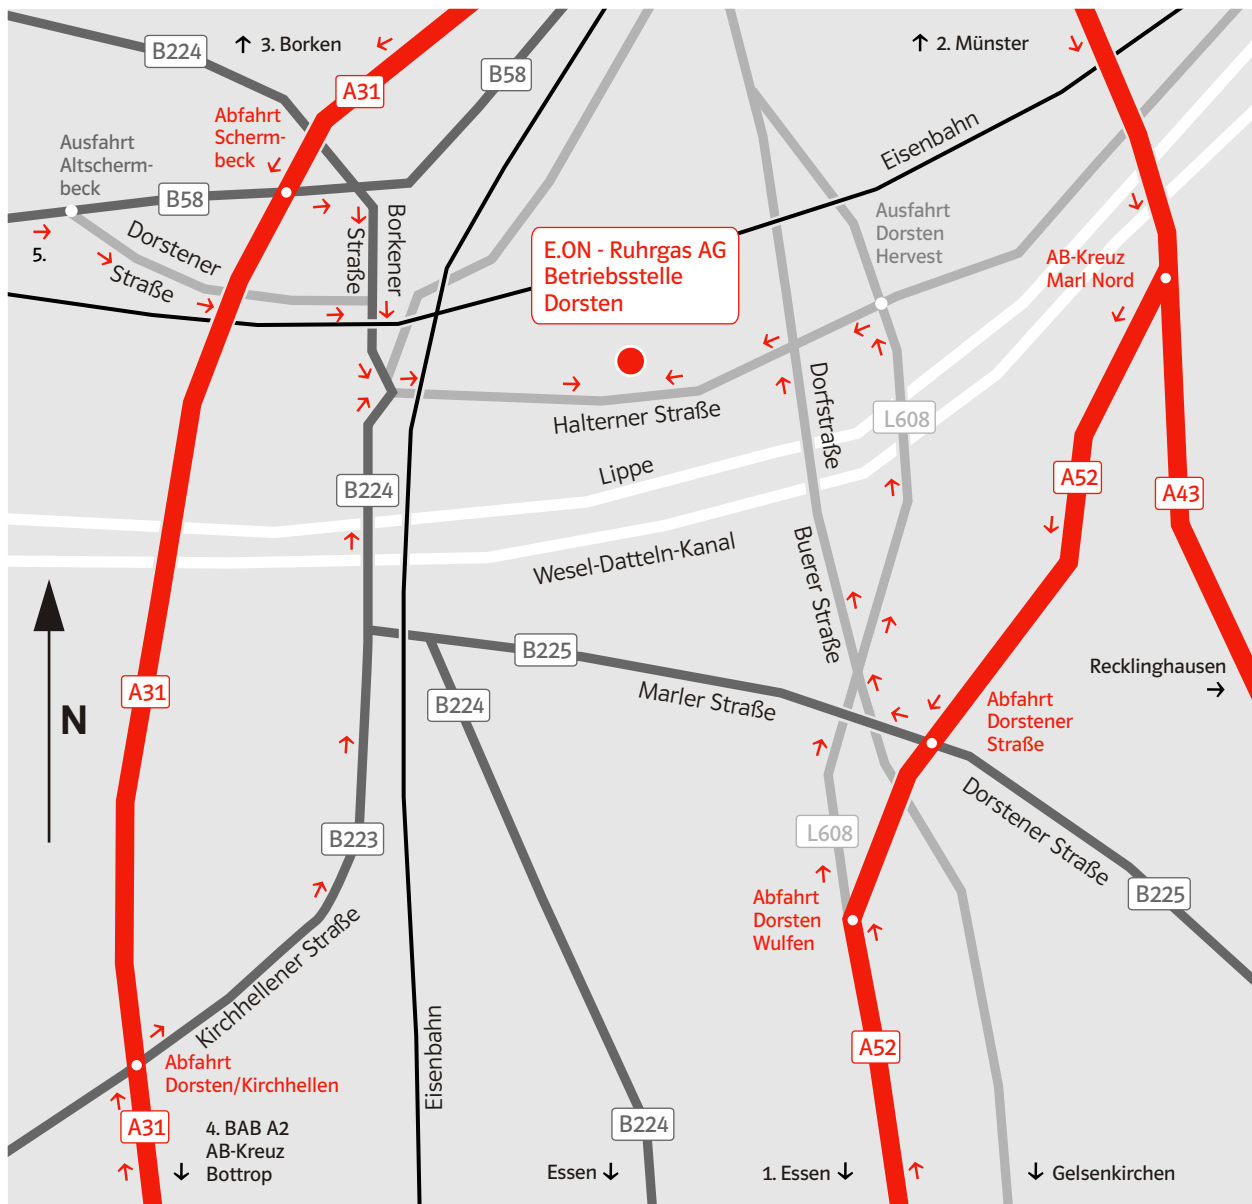 B224
↑ 3. Borken
↑ 2. Münster
B58
A31
Abfahrt
Scherm-
beck
Ausfahrt
Altscherm-
beck
B58
5.
Dorstener
Straße
Borkener
Straße
E.ON - Ruhrgas AG
Betriebsstelle
Dorsten
Eisenbahn
Ausfahrt
Dorsten
Hervest
AB-Kreuz
Marl Nord
Halterner Straße
Dorfstraße
L608
Lippe
B224
A52
A43
Wesel-Datteln-Kanal
Buerer Straße
B225
Recklinghausen
→
A31
N
B224
Marler Straße
Abfahrt
Dorstener
Straße
B223
L608
Dorstener Straße
B225
Abfahrt
Dorsten
Wulfen
Kirchhellener Straße
Eisenbahn
A52
Abfahrt
Dorsten/Kirchhellen
A31
4. BAB A2
AB-Kreuz
Bottrop
B224
Essen ↓
1. Essen ↓
↓ Gelsenkirchen